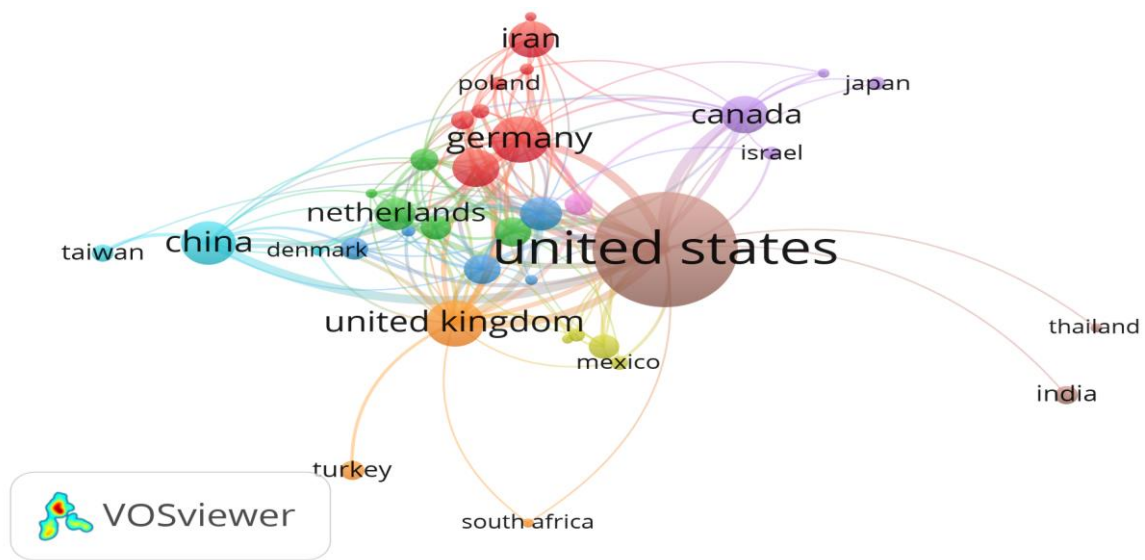 iran
poland
japan
canada
germany
israel
netherlands
united states
china
denmark
taiwan
united kingdom
thailand
mexico
india
turkey
VOSviewer
south africa